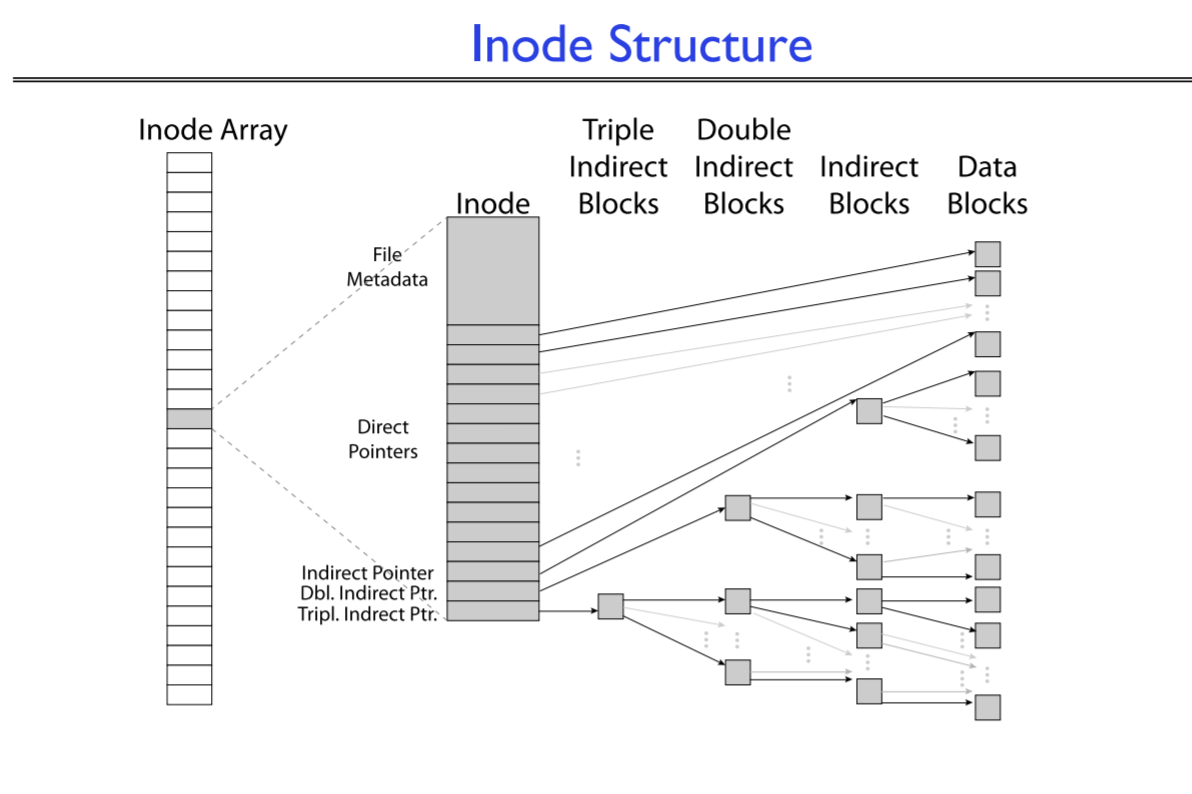 Inode Structure
Inode Array
Triple
Indirect
Blocks
Double
Indirect
Blocks
Indirect
Blocks
Data
Blocks
Inode
File
Metadata
Direct
Pointers
Indirect Pointer
Dbl. Indirect Ptr.
Tripl. Indrect Ptr.